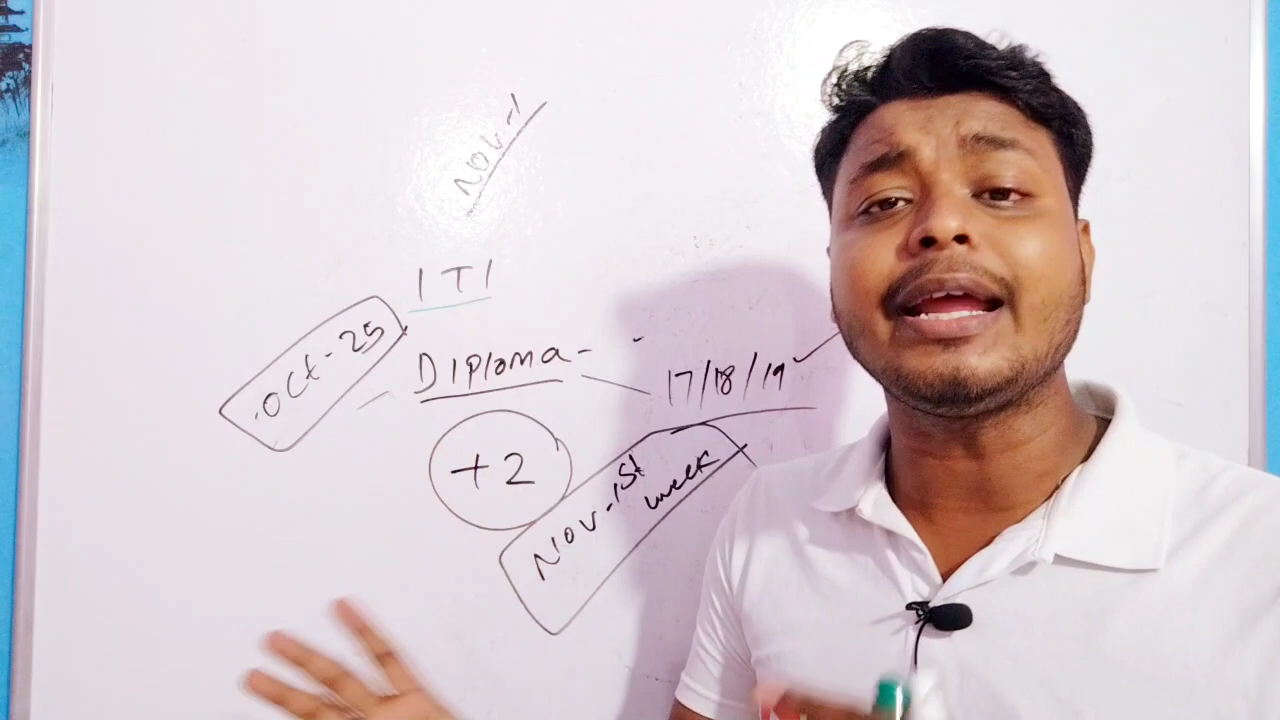 Nov-1
ITI
Oct-25
Diploma-
17/18/19
+2
Nov-1st
week